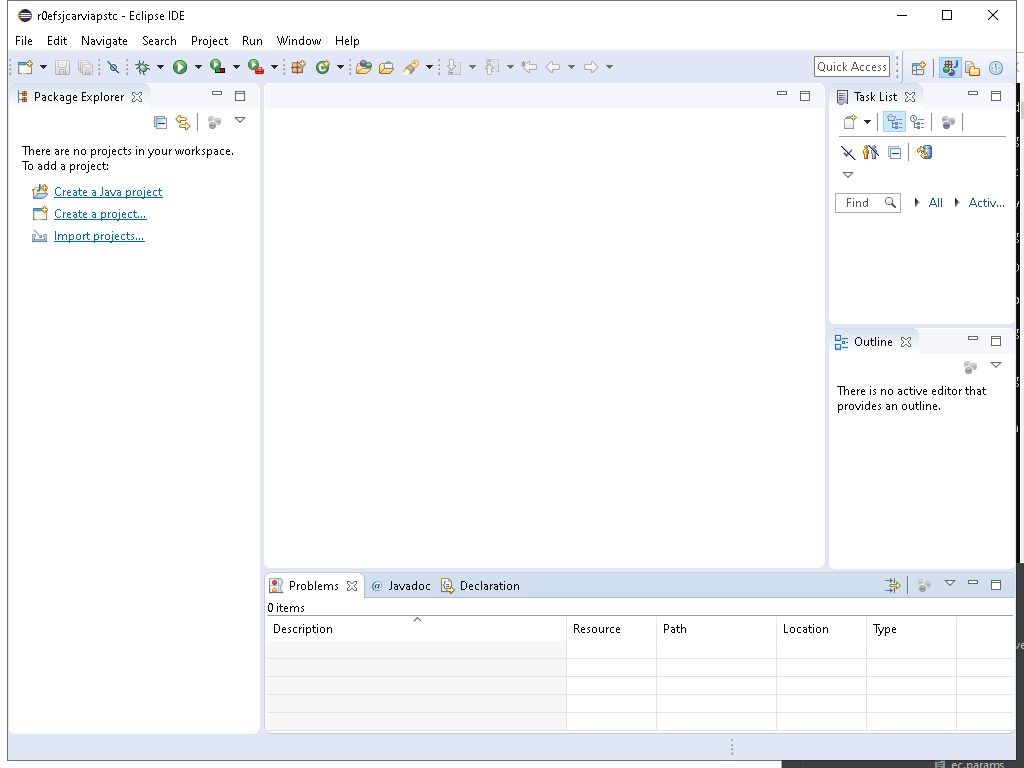 r0efsjcarviapstc - Eclipse IDE
File Edit Navigate Search Project Run Window Help
Quick Access
Package Explorer
Task List
There are no projects in your workspace.
To add a project:
Create a Java project
Create a project...
Import projects...
Find
All
Activ...
Outline
There is no active editor that
provides an outline.
Problems
@ Javadoc
Declaration
0 items
Description Resource Path Location Type
ec.params